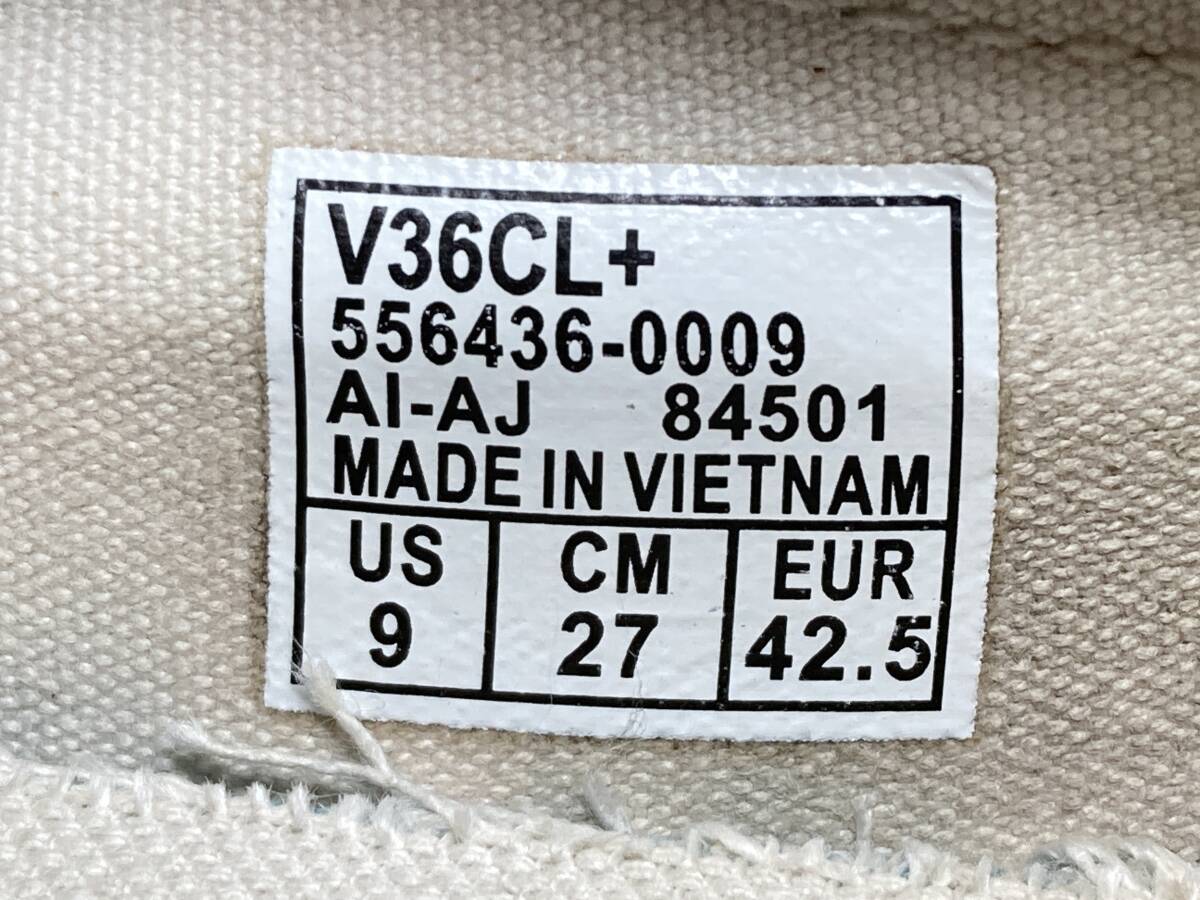 V36CL+
556436-0009
AI-AJ 84501
MADE IN VIETNAM
US CM EUR
9 27 42.5